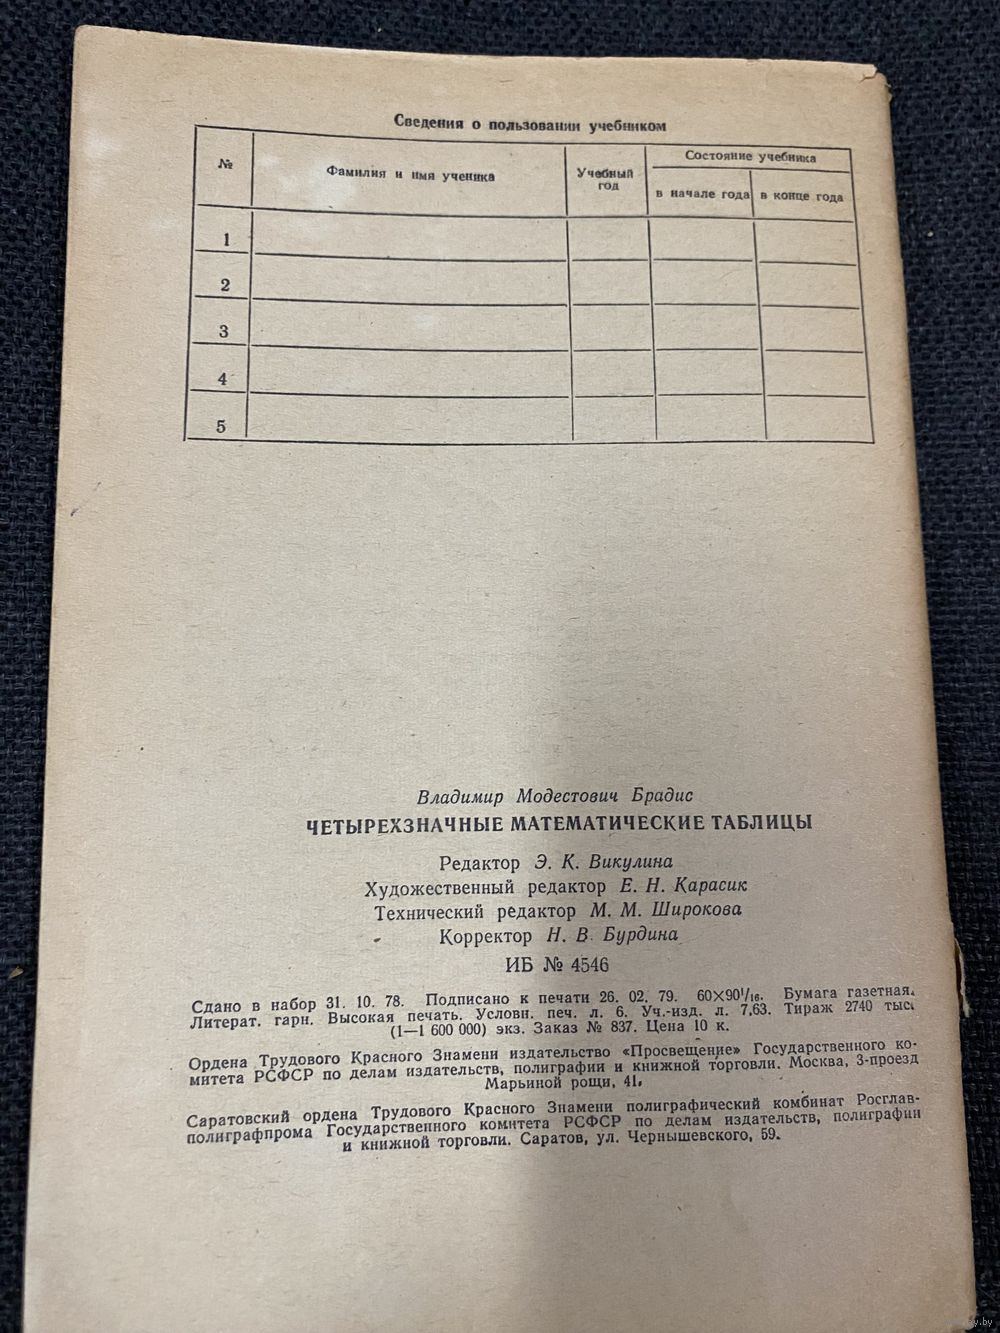 Сведения о пользовании учебником
№
Фамилия и имя ученика
Учебный год
Состояние учебника
в начале года
в конце года
1
2
3
4
5
Владимир Модестович Брадис
ЧЕТЫРЕХЗНАЧНЫЕ МАТЕМАТИЧЕСКИЕ ТАБЛИЦЫ
Редактор Э. К. Викулина
Художественный редактор Е. Н. Карасик
Технический редактор М. М. Широкова
Корректор Н. В. Бурдина
ИБ № 4546
Сдано в набор 31. 10. 78. Подписано к печати 26. 02. 79. 60×90¹/₁₆. Бумага газетная.
Литерат. гарн. Высокая печать. Условн. печ. л. 6. Уч.-изд. л. 7,63. Тираж 2740 тыс.
(1—1 600 000) экз. Заказ № 837. Цена 10 к.
Ордена Трудового Красного Знамени издательство «Просвещение» Государственного ко-
митета РСФСР по делам издательств, полиграфии и книжной торговли. Москва, 3-проезд
Марьиной рощи, 41.
Саратовский ордена Трудового Красного Знамени полиграфический комбинат Росглав-
полиграфпрома Государственного комитета РСФСР по делам издательств, полиграфии
и книжной торговли. Саратов, ул. Чернышевского, 59.